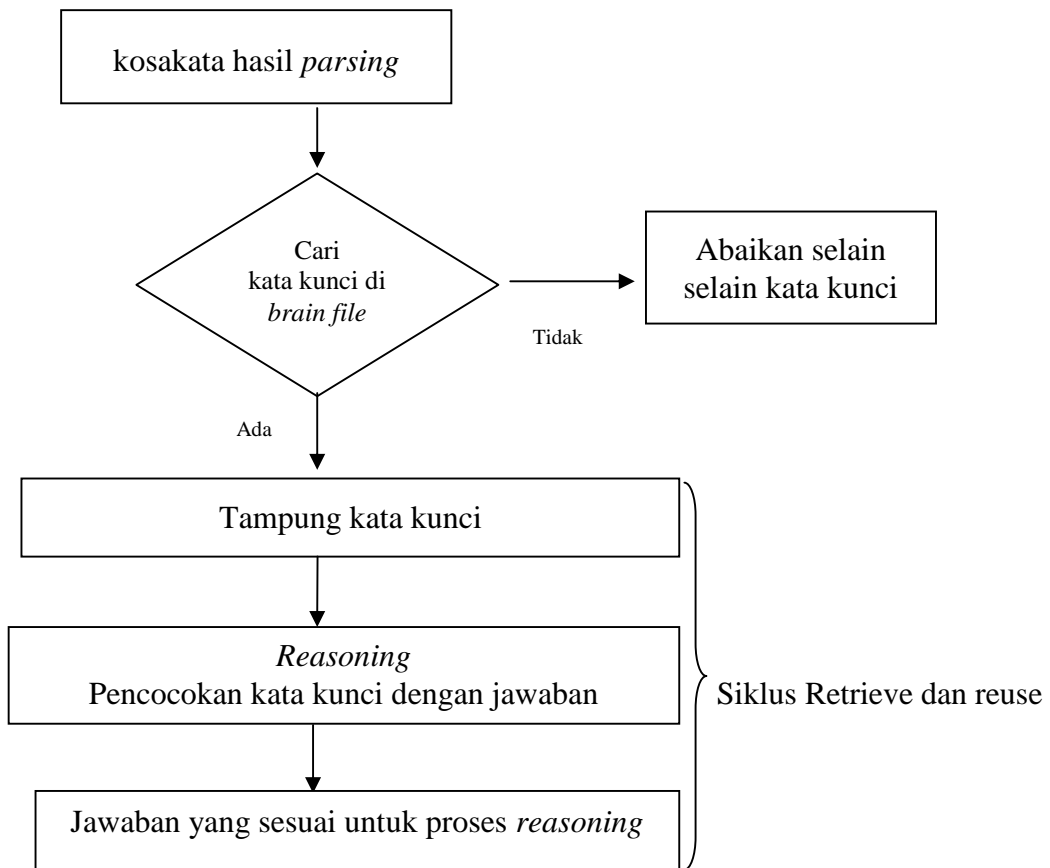 kosakata hasil parsing
Cari
kata kunci di
brain file
Abaikan selain
selain kata kunci
Tidak
Ada
Tampung kata kunci
Reasoning
Pencocokan kata kunci dengan jawaban
Siklus Retrieve dan reuse
Jawaban yang sesuai untuk proses reasoning